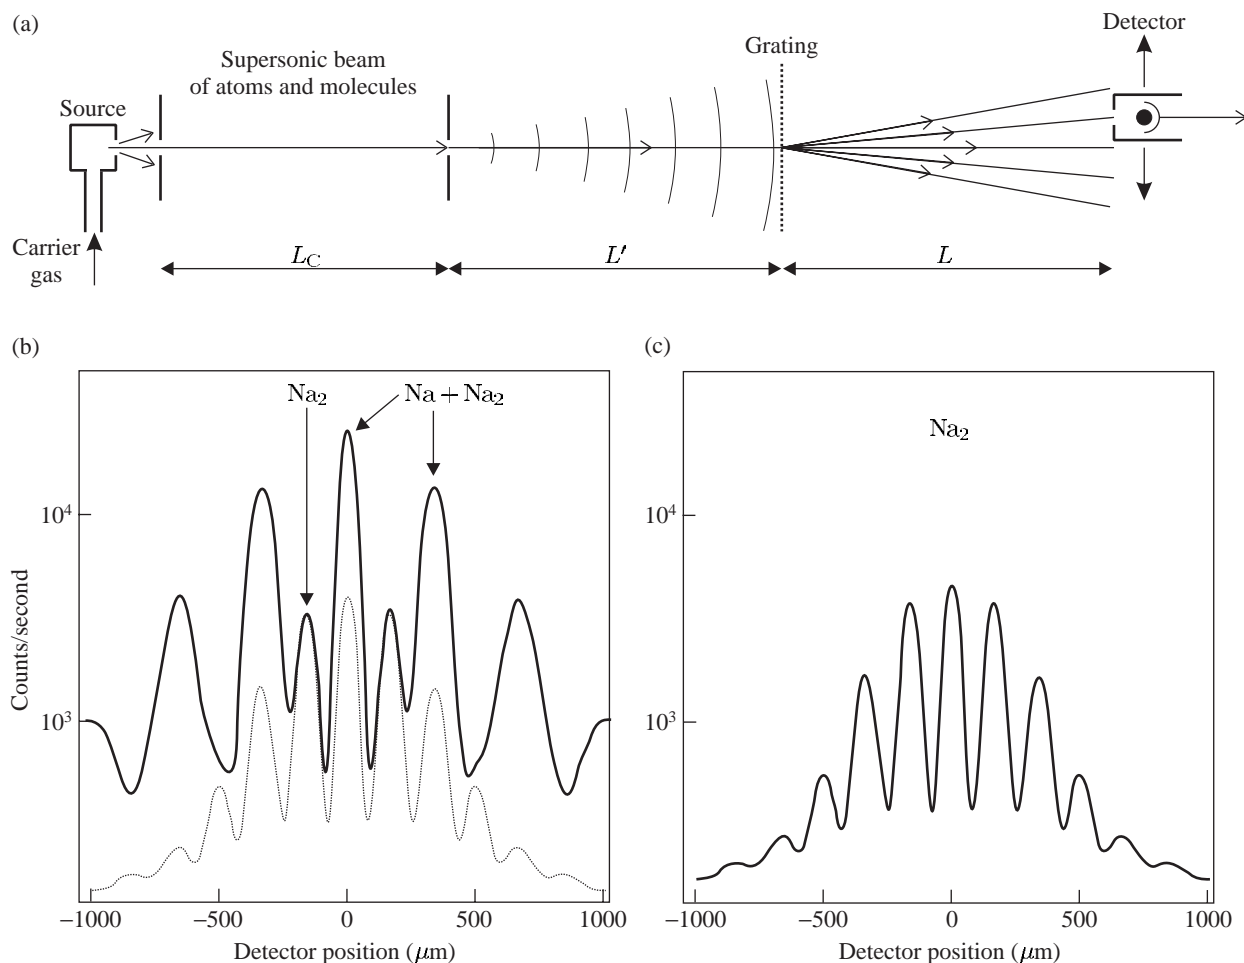 (a)
Detector
Grating
Supersonic beam
of atoms and molecules
Source
Carrier
gas
L_C
L′
L
(b)
Na₂
Na + Na₂
10⁴
10³
Counts/second
−1000
−500
0
500
1000
Detector position (μm)
(c)
Na₂
10⁴
10³
−1000
−500
0
500
1000
Detector position (μm)